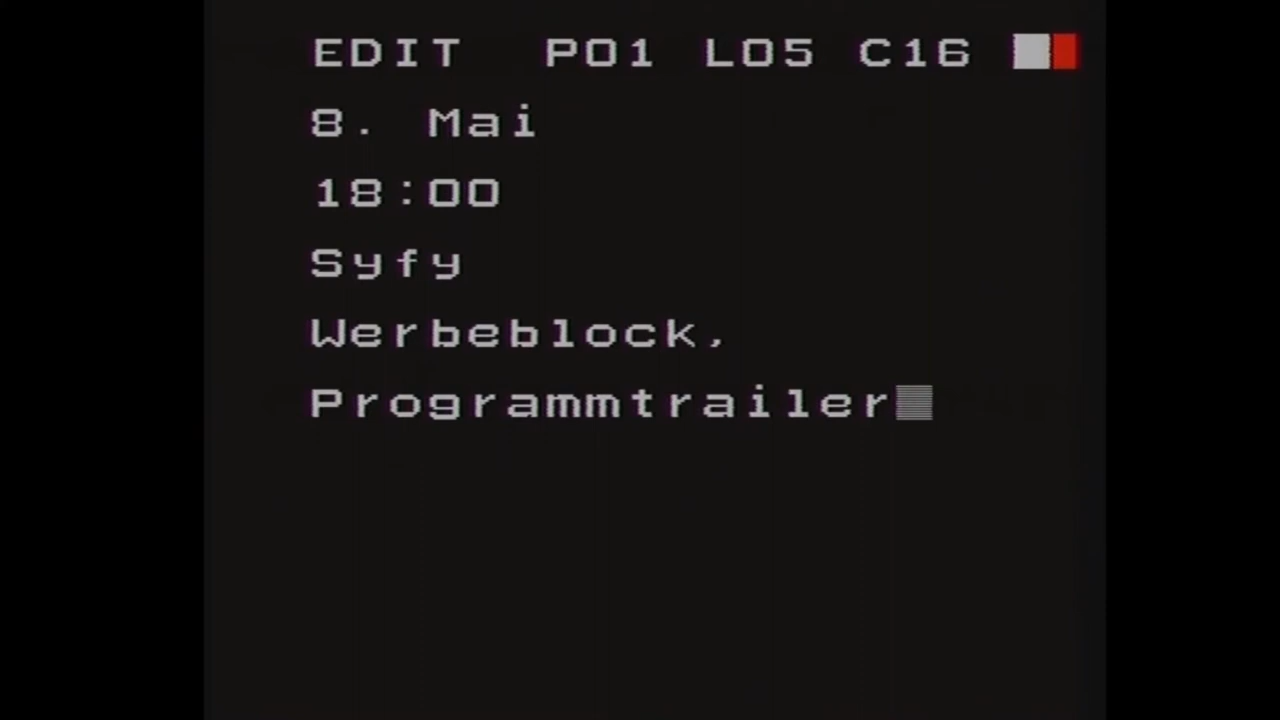 EDIT P01 L05 C16
8. Mai
18:00
Syfy
Werbeblock,
Programmtrailer